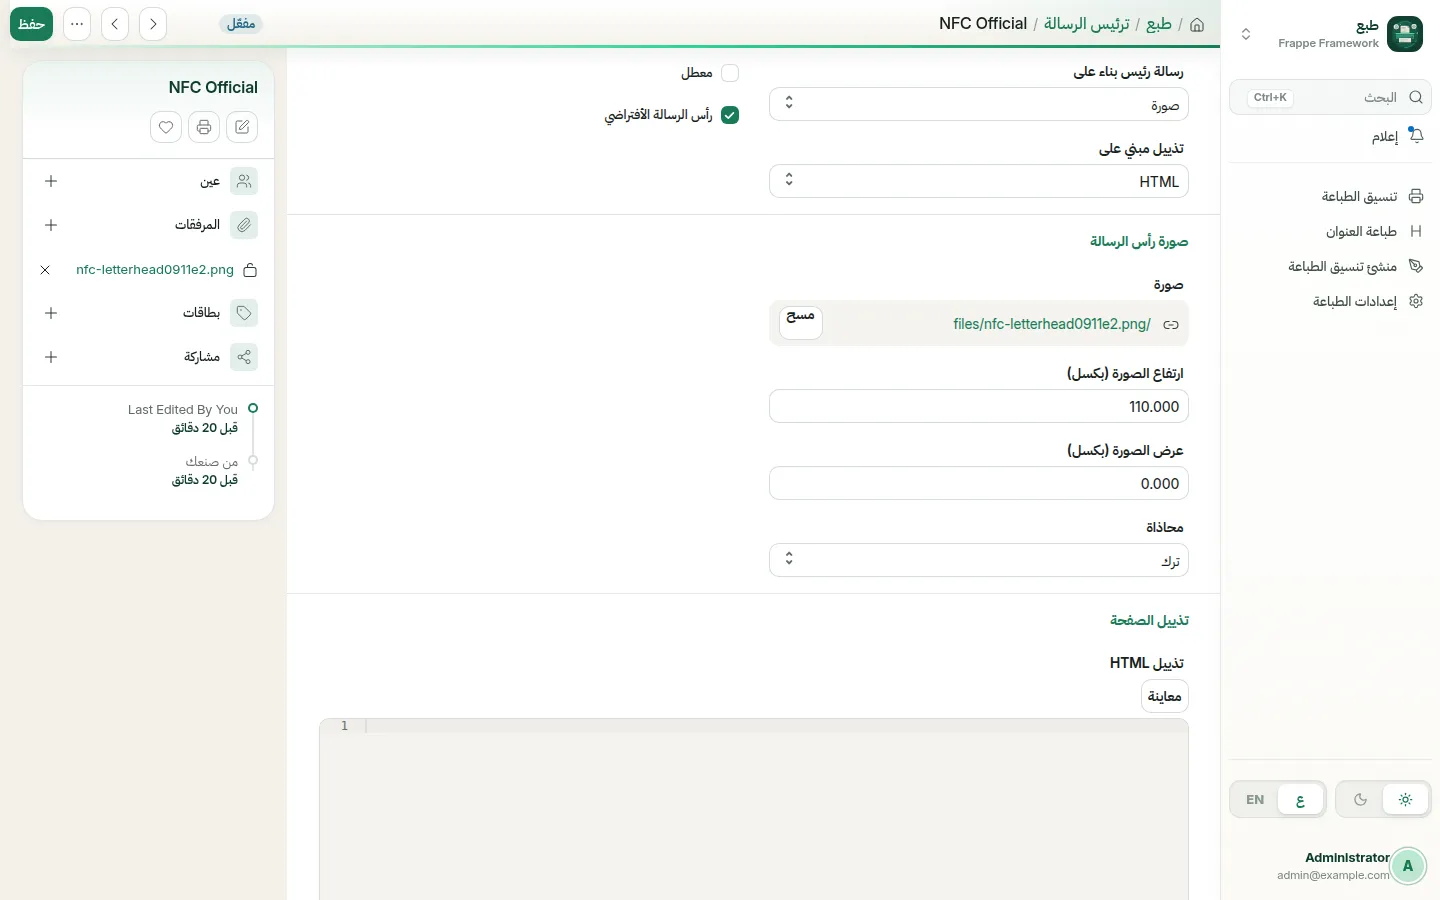 طبع
Frappe Framework
البحث
Ctrl+K
إعلام
تنسيق الطباعة
طباعة العنوان
منشئ تنسيق الطباعة
إعدادات الطباعة
EN
ع
Administrator
admin@example.com
A
طبع / ترئيس الرسالة / NFC Official
مفعّل
···
حفظ
رسالة رئيس بناء على
صورة
تذييل مبني على
HTML
معطل
رأس الرسالة الأفتراضي
صورة رأس الرسالة
صورة
/files/nfc-letterhead0911e2.png
مسح
ارتفاع الصورة (بكسل)
110.000
عرض الصورة (بكسل)
0.000
محاذاة
ترك
تذييل الصفحة
تذييل HTML
معاينة
1
NFC Official
عين
المرفقات
nfc-letterhead0911e2.png
بطاقات
مشاركة
Last Edited By You
قبل 20 دقائق
من صنعك
قبل 20 دقائق